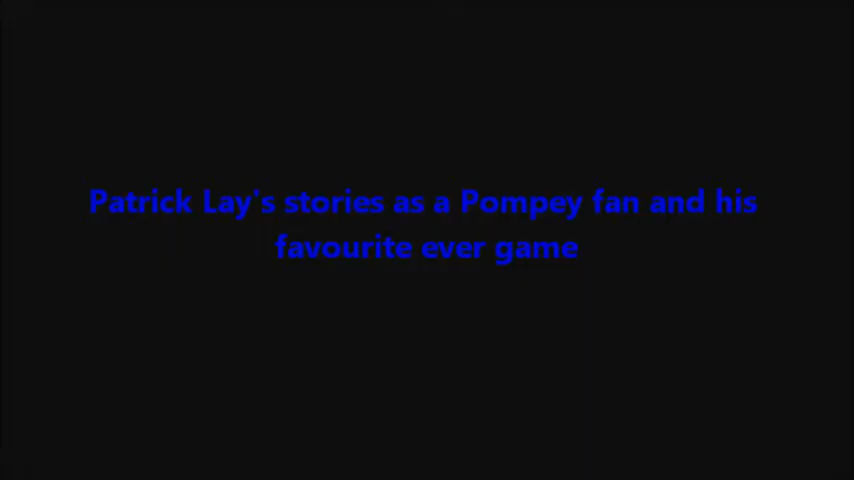 Patrick Lay's stories as a Pompey fan and his
favourite ever game